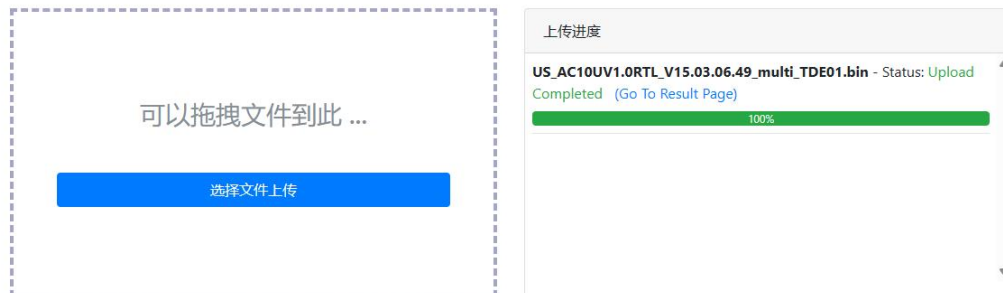 可以拖拽文件到此 ...
选择文件上传
上传进度
US_AC10UV1.0RTL_V15.03.06.49_multi_TDE01.bin - Status: Upload
Completed (Go To Result Page)
100%